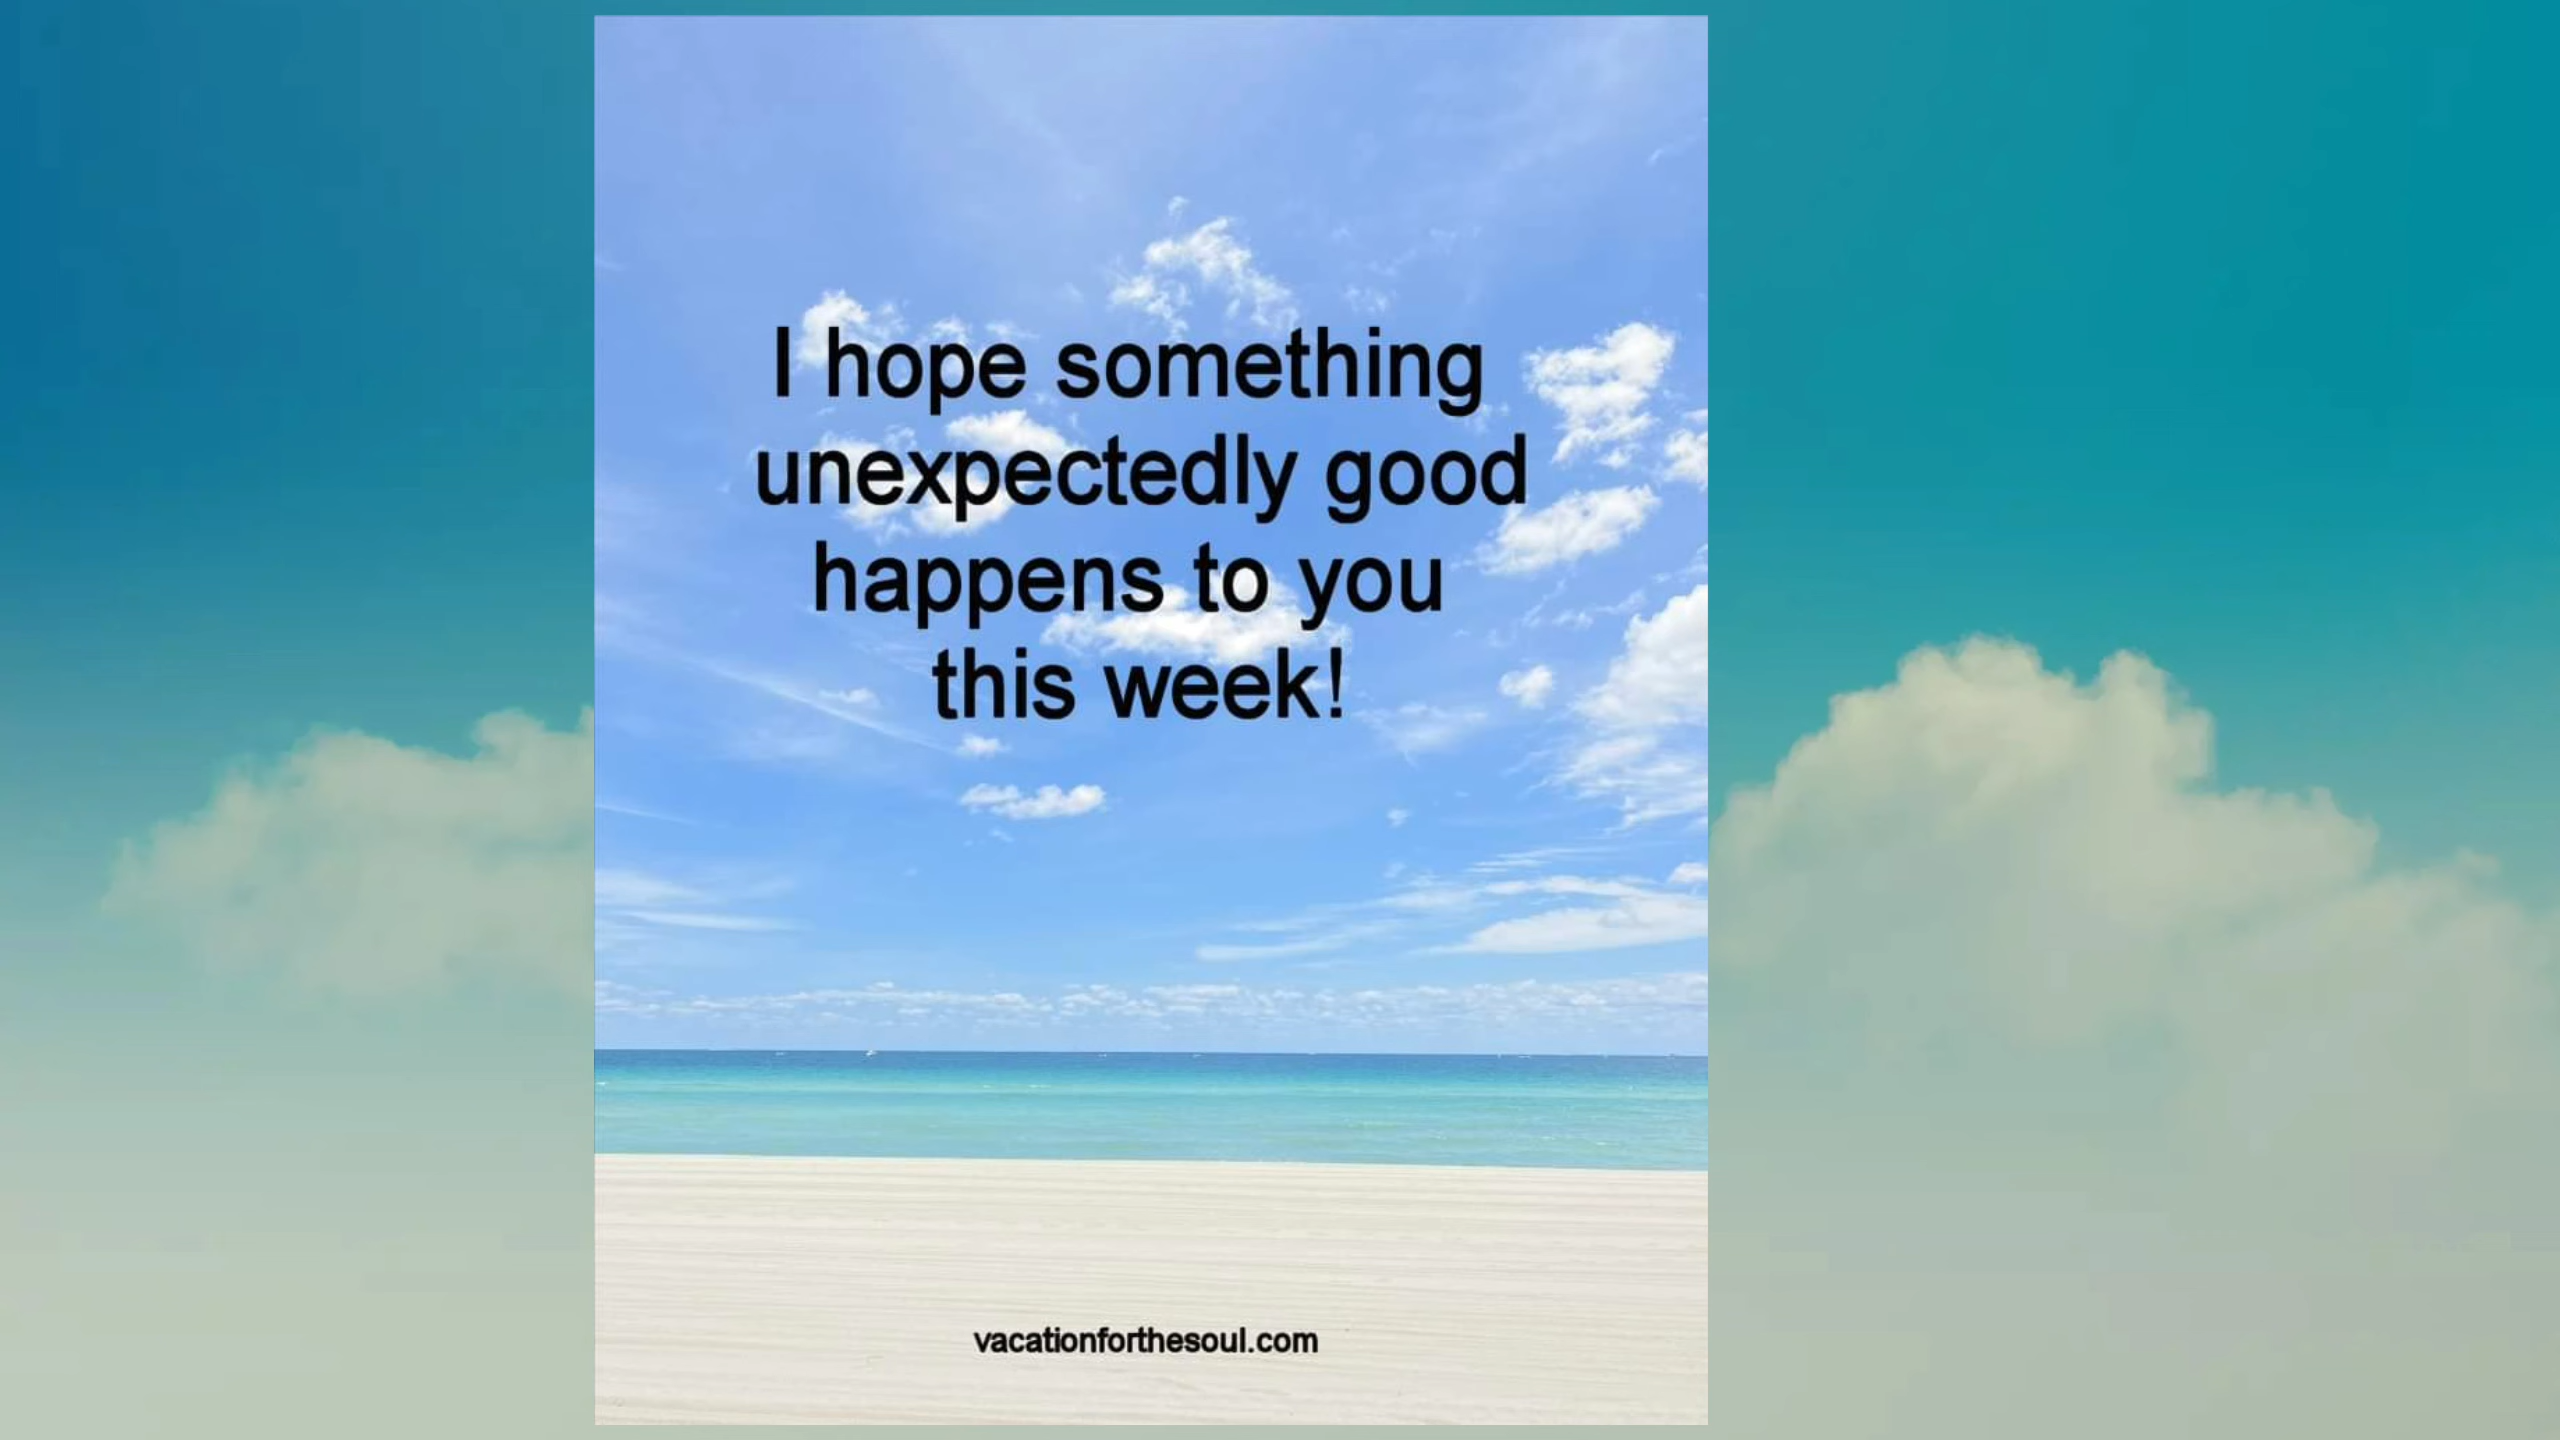 I hope something
unexpectedly good
happens to you
this week!
vacationforthesoul.com